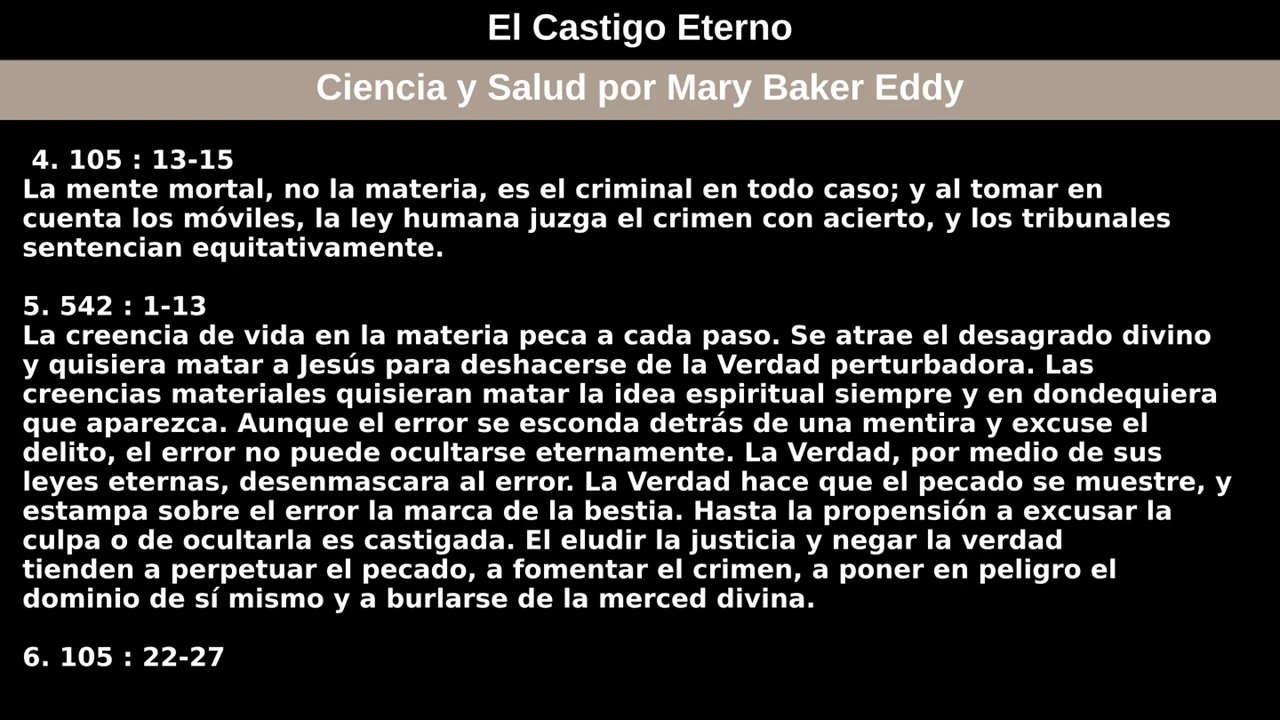 El Castigo Eterno
Ciencia y Salud por Mary Baker Eddy
4. 105 : 13-15
La mente mortal, no la materia, es el criminal en todo caso; y al tomar en
cuenta los móviles, la ley humana juzga el crimen con acierto, y los tribunales
sentencian equitativamente.
5. 542 : 1-13
La creencia de vida en la materia peca a cada paso. Se atrae el desagrado divino
y quisiera matar a Jesús para deshacerse de la Verdad perturbadora. Las
creencias materiales quisieran matar la idea espiritual siempre y en dondequiera
que aparezca. Aunque el error se esconda detrás de una mentira y excuse el
delito, el error no puede ocultarse eternamente. La Verdad, por medio de sus
leyes eternas, desenmascara al error. La Verdad hace que el pecado se muestre, y
estampa sobre el error la marca de la bestia. Hasta la propensión a excusar la
culpa o de ocultarla es castigada. El eludir la justicia y negar la verdad
tienden a perpetuar el pecado, a fomentar el crimen, a poner en peligro el
dominio de sí mismo y a burlarse de la merced divina.
6. 105 : 22-27